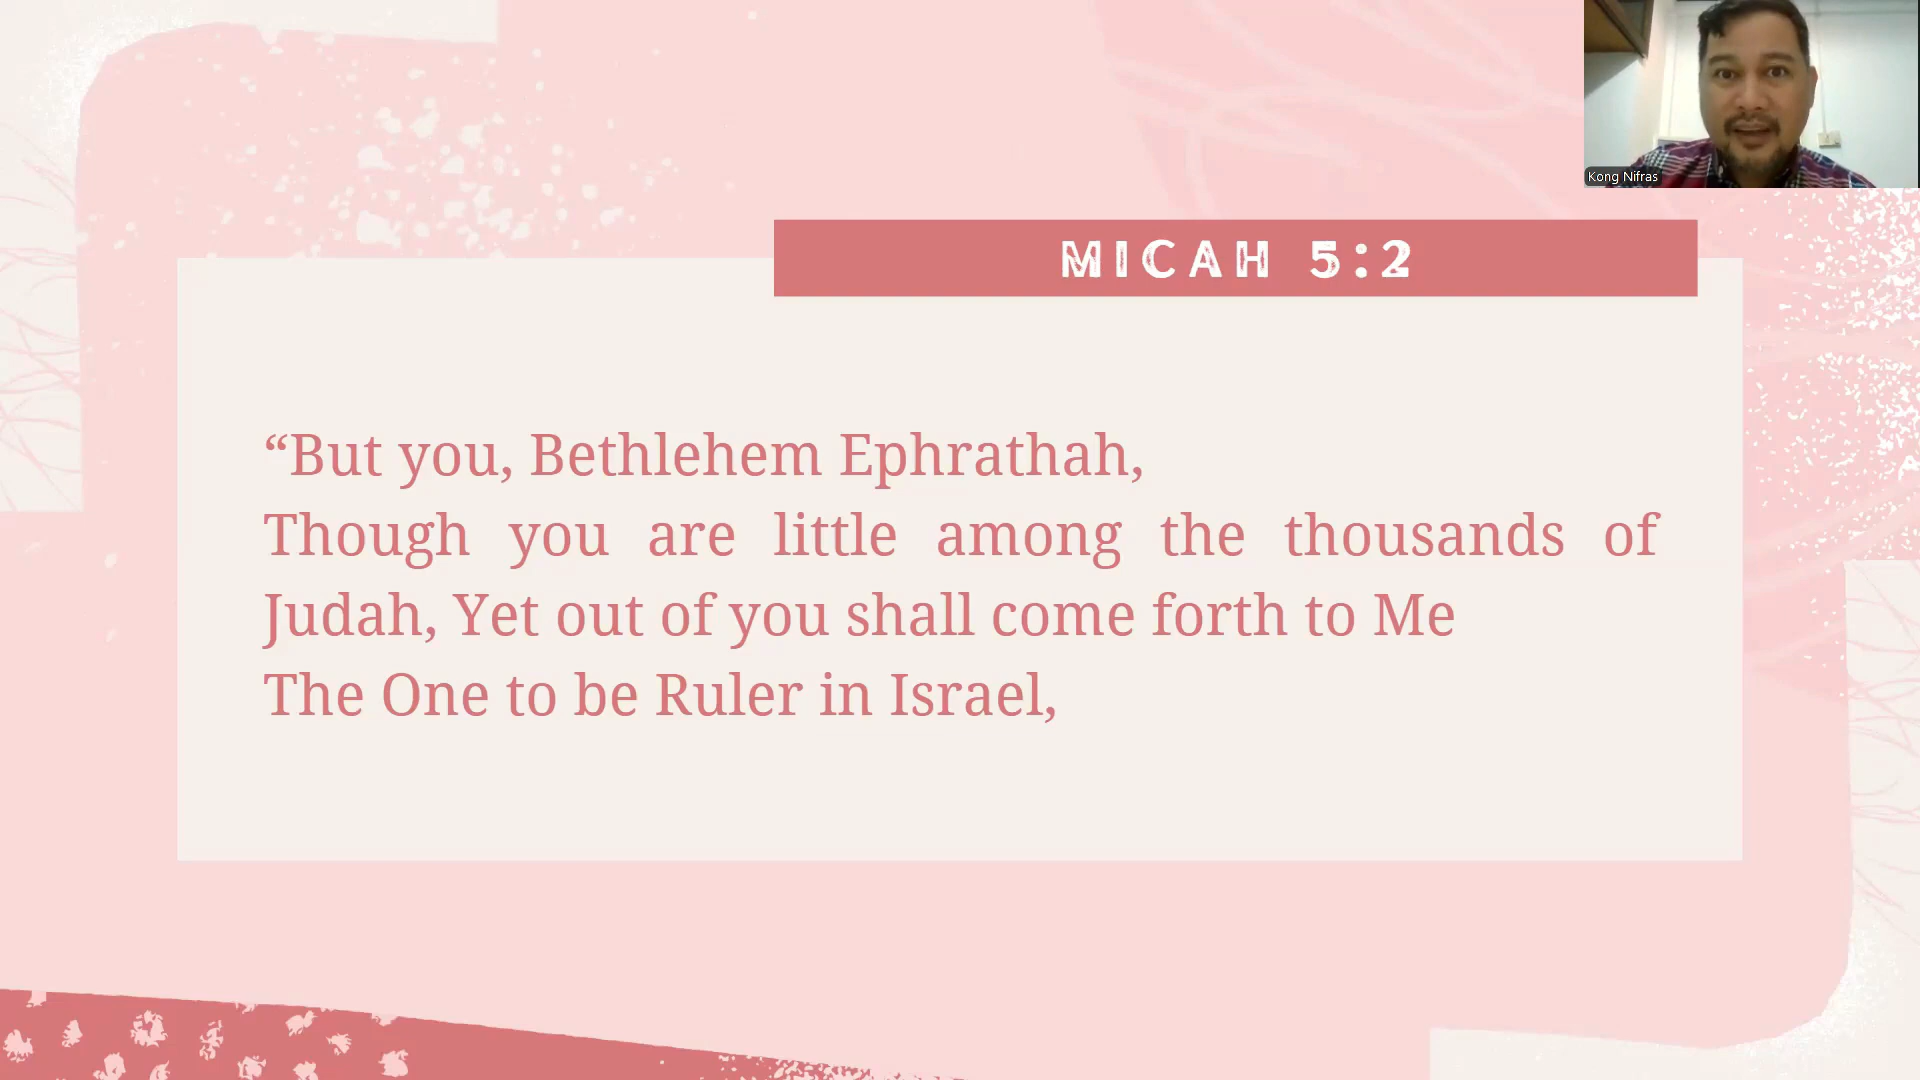 Kong Nifras
MICAH 5:2
“But you, Bethlehem Ephrathah,
Though you are little among the thousands of
Judah, Yet out of you shall come forth to Me
The One to be Ruler in Israel,